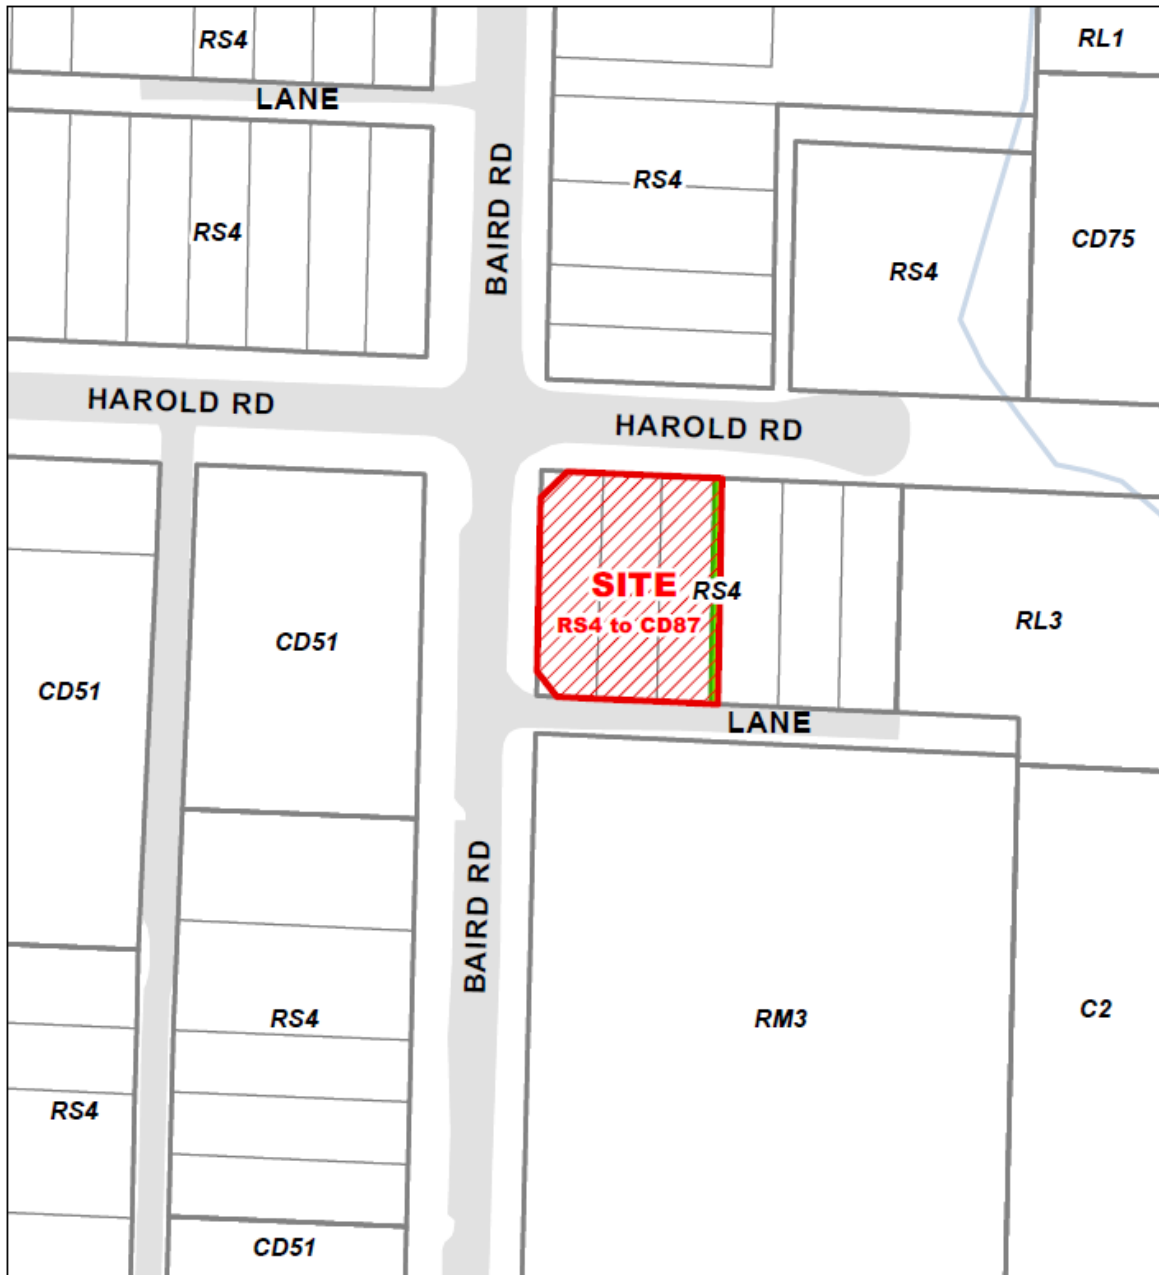 RS4
RL1
LANE
BAIRD RD
RS4
RS4
CD75
RS4
HAROLD RD
HAROLD RD
SITE
RS4 to CD87
RS4
RL3
CD51
CD51
LANE
BAIRD RD
RS4
RM3
C2
RS4
CD51